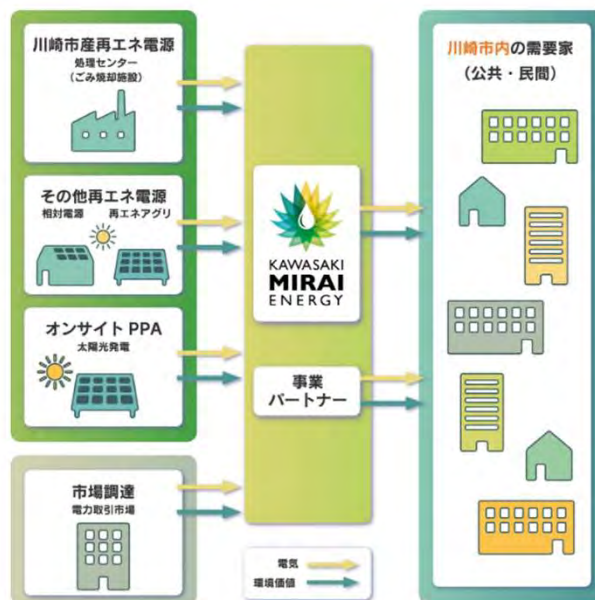 川崎市産再エネ電源
処理センター
（ごみ焼却施設）
その他再エネ電源
相対電源　再エネアグリ
オンサイト PPA
太陽光発電
市場調達
電力取引市場
KAWASAKI
MIRAI
ENERGY
事業
パートナー
電気
環境価値
川崎市内の需要家
（公共・民間）